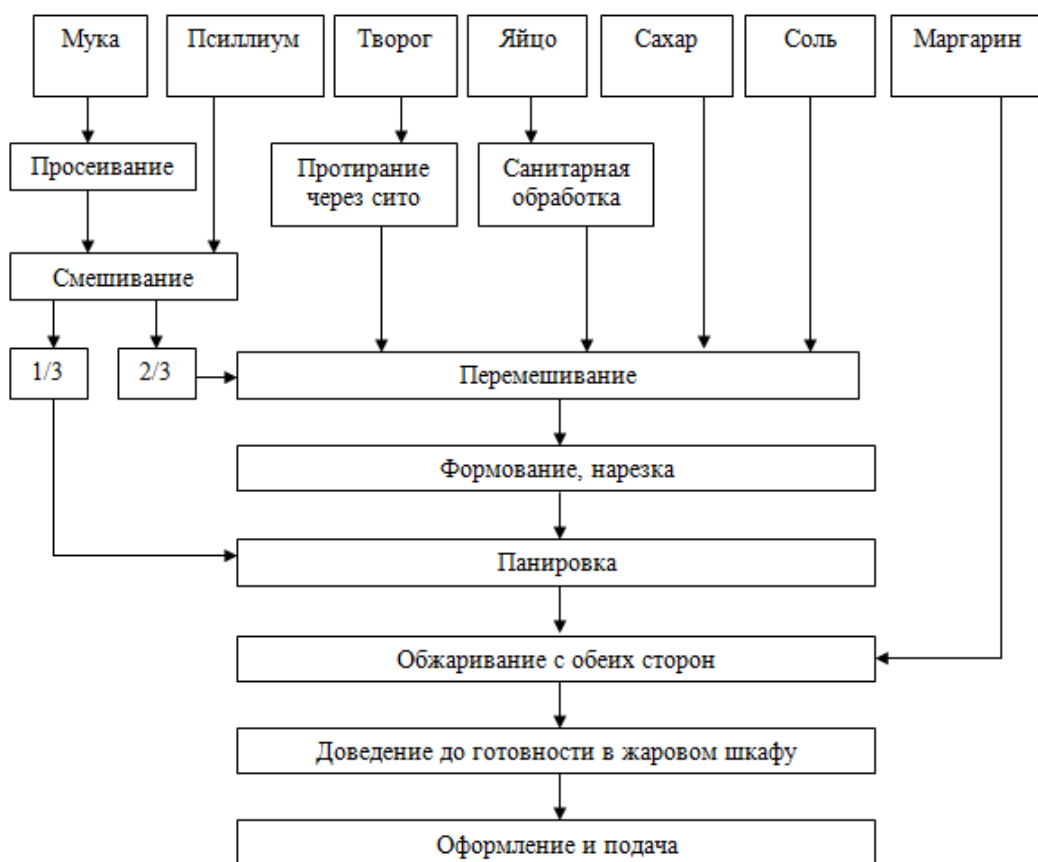 Мука
Псиллиум
Творог
Яйцо
Сахар
Соль
Маргарин
Просеивание
Протирание
через сито
Санитарная
обработка
Смешивание
1/3
2/3
Перемешивание
Формование, нарезка
Панировка
Обжаривание с обеих сторон
Доведение до готовности в жаровом шкафу
Оформление и подача